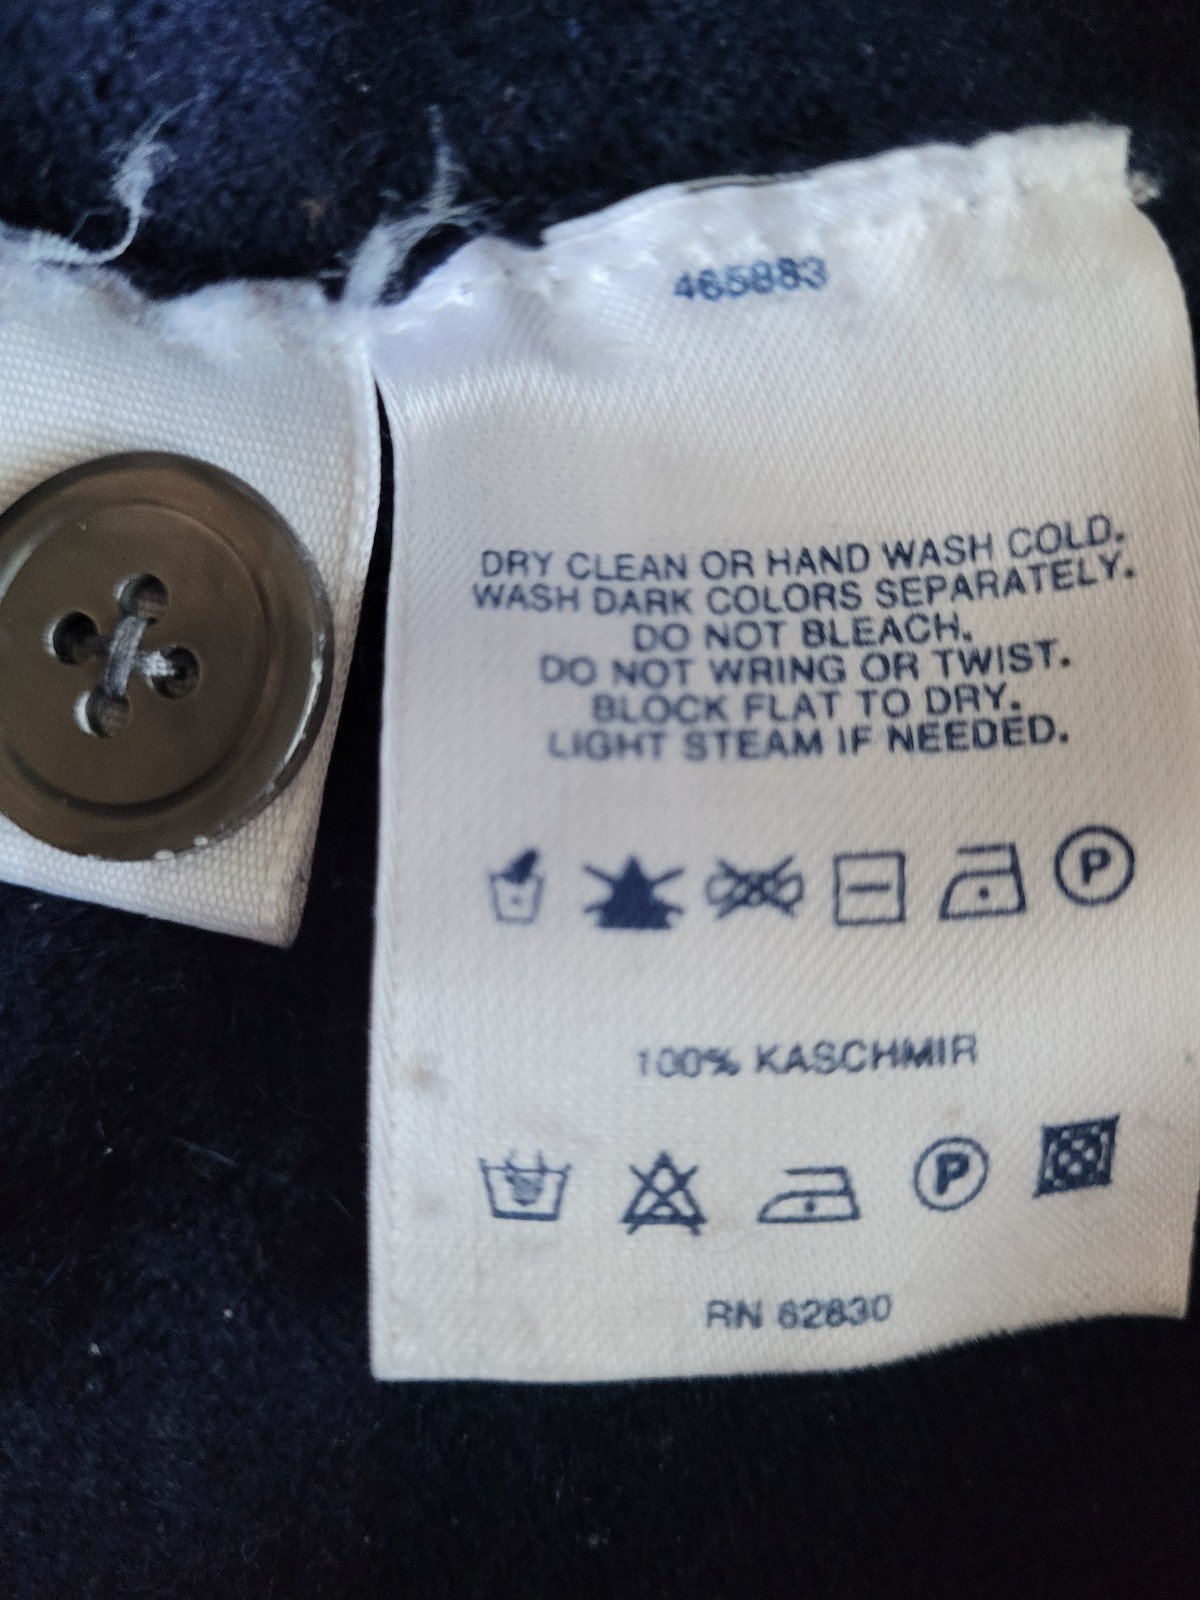 465883
DRY CLEAN OR HAND WASH COLD.
WASH DARK COLORS SEPARATELY.
DO NOT BLEACH.
DO NOT WRING OR TWIST.
BLOCK FLAT TO DRY.
LIGHT STEAM IF NEEDED.
P
100% KASCHMIR
P
RN 62830